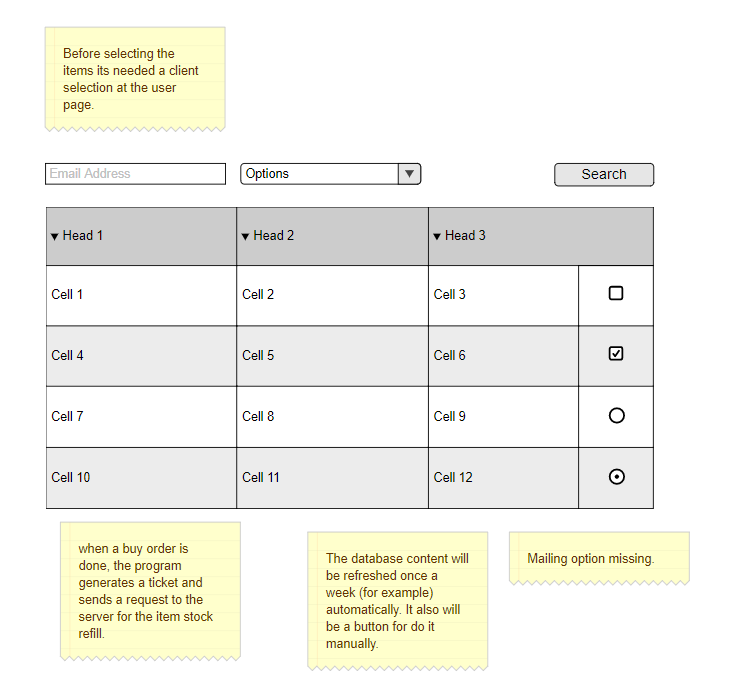 Before selecting the
items its needed a client
selection at the user
page.
Email Address
Options
Search
Head 1
Head 2
Head 3
Cell 1
Cell 2
Cell 3
Cell 4
Cell 5
Cell 6
Cell 7
Cell 8
Cell 9
Cell 10
Cell 11
Cell 12
when a buy order is
done, the program
generates a ticket and
sends a request to the
server for the item stock
refill.
The database content will
be refreshed once a
week (for example)
automatically. It also will
be a button for do it
manually.
Mailing option missing.